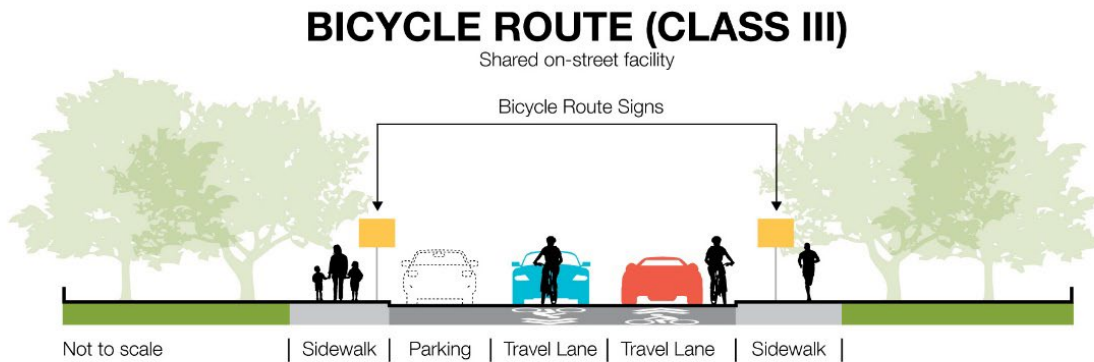 BICYCLE ROUTE (CLASS III)
Shared on-street facility
Bicycle Route Signs
Not to scale
Sidewalk
Parking
Travel Lane
Travel Lane
Sidewalk